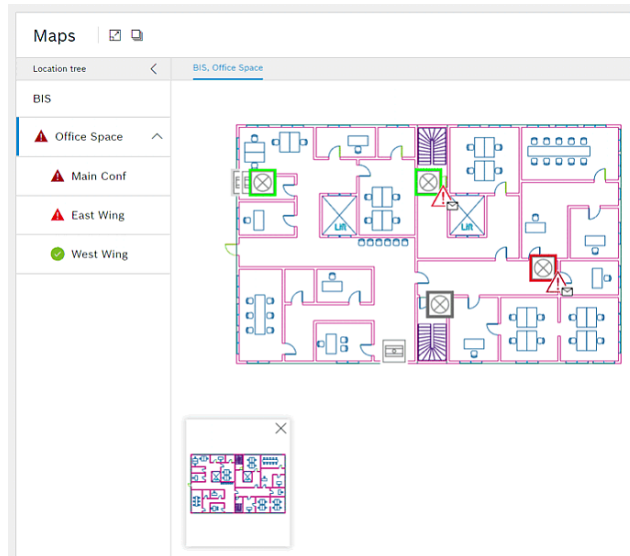 Maps
Location tree
BIS, Office Space
BIS
Office Space
Main Conf
East Wing
West Wing
Lift
Lift